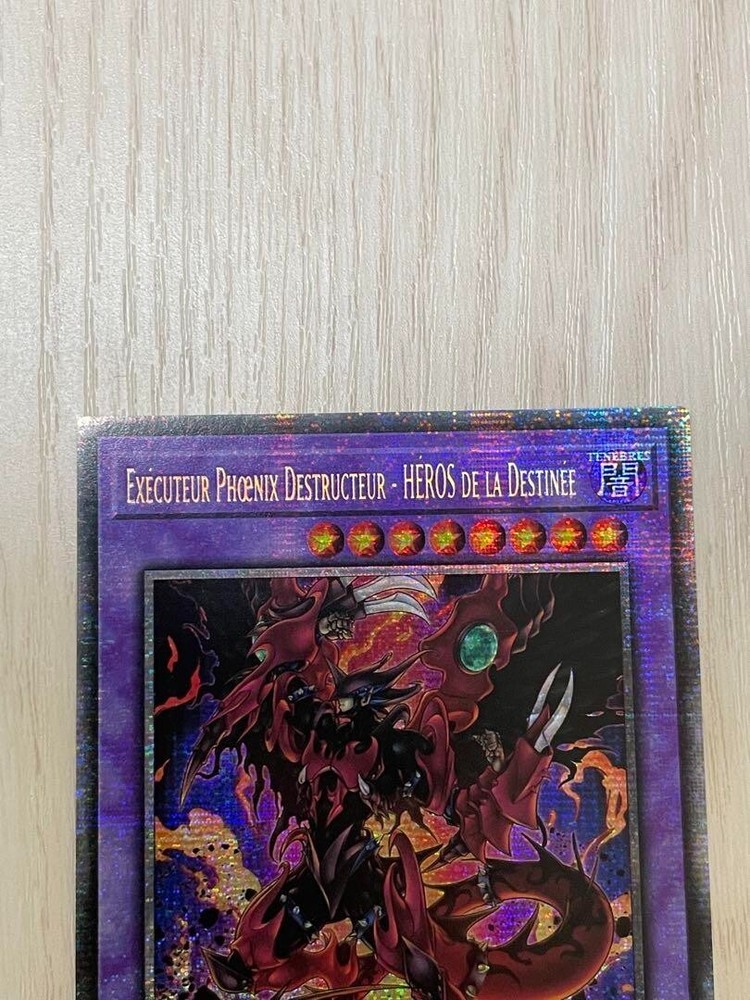 TÉNÈBRES
EXÉCUTEUR PHœNIX DESTRUCTEUR - HÉROS DE LA DESTINÉE 闇